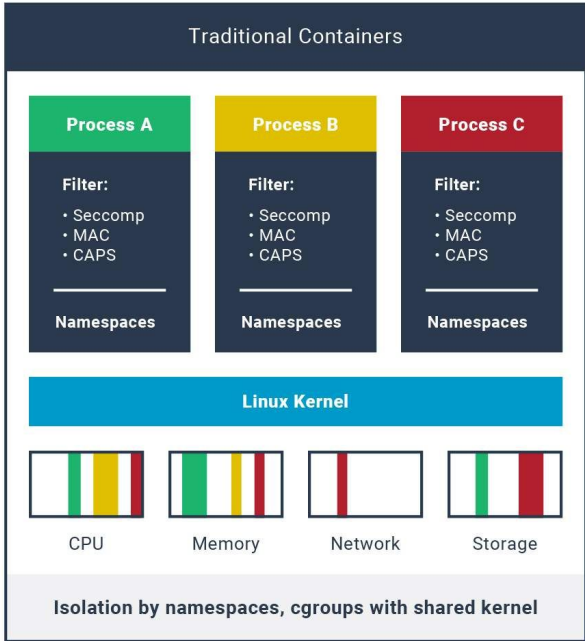 Traditional Containers
Process A
Filter:
• Seccomp
• MAC
• CAPS
Namespaces
Process B
Filter:
• Seccomp
• MAC
• CAPS
Namespaces
Process C
Filter:
• Seccomp
• MAC
• CAPS
Namespaces
Linux Kernel
CPU
Memory
Network
Storage
Isolation by namespaces, cgroups with shared kernel